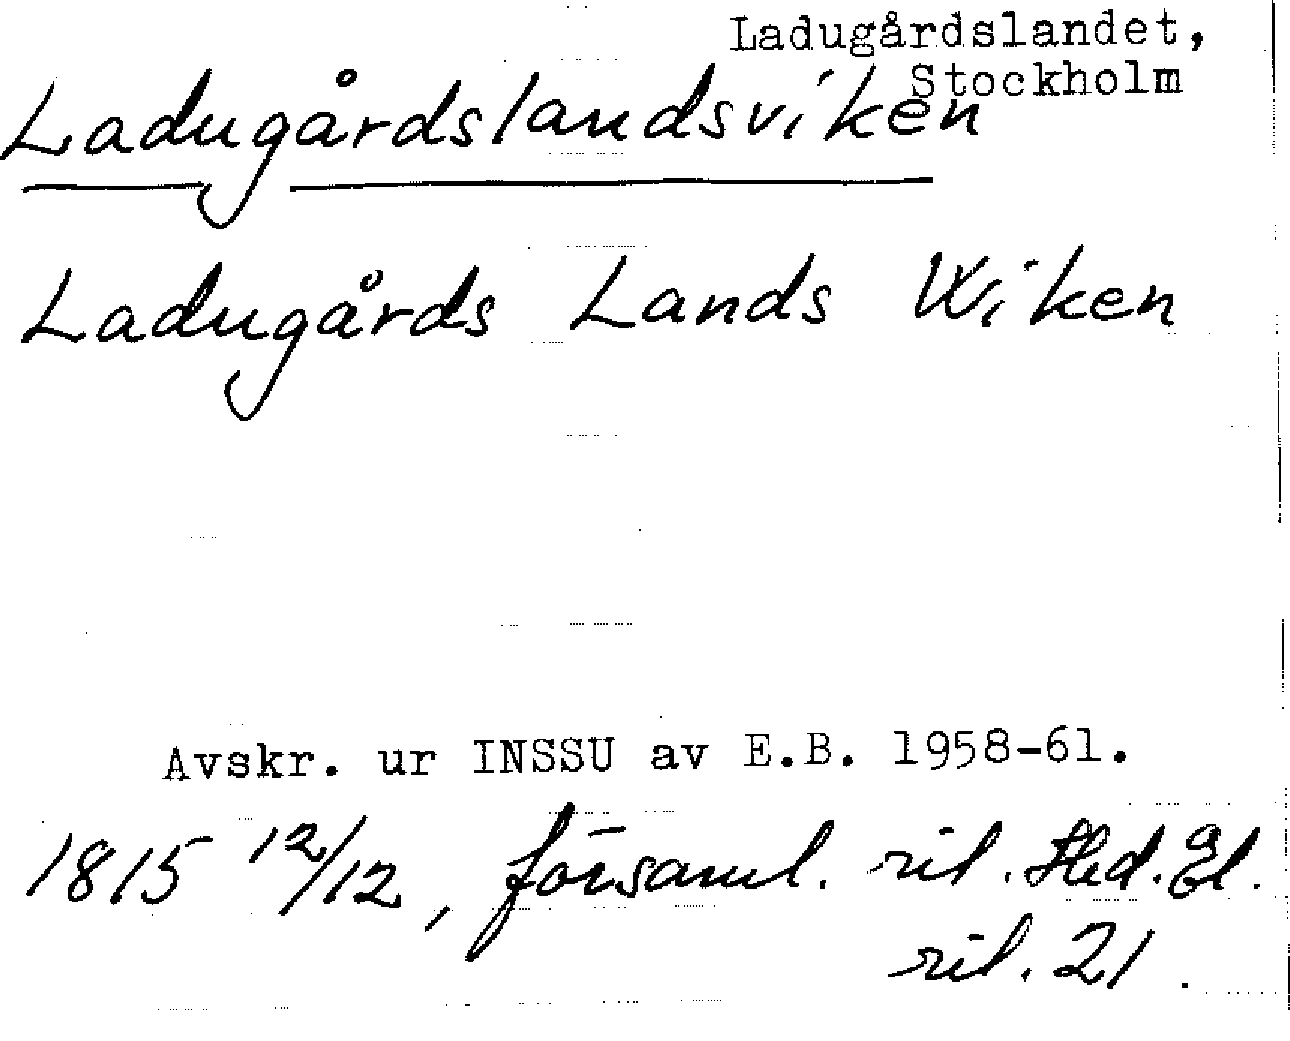 Ladugårdslandet,
Stockholm
Ladugårdslandsviken
Ladugårds Lands Wiken
Avskr. ur INSSU av E.B. 1958-61.
1815 12/12, församl. ril. Hed. El.
ril. 21.